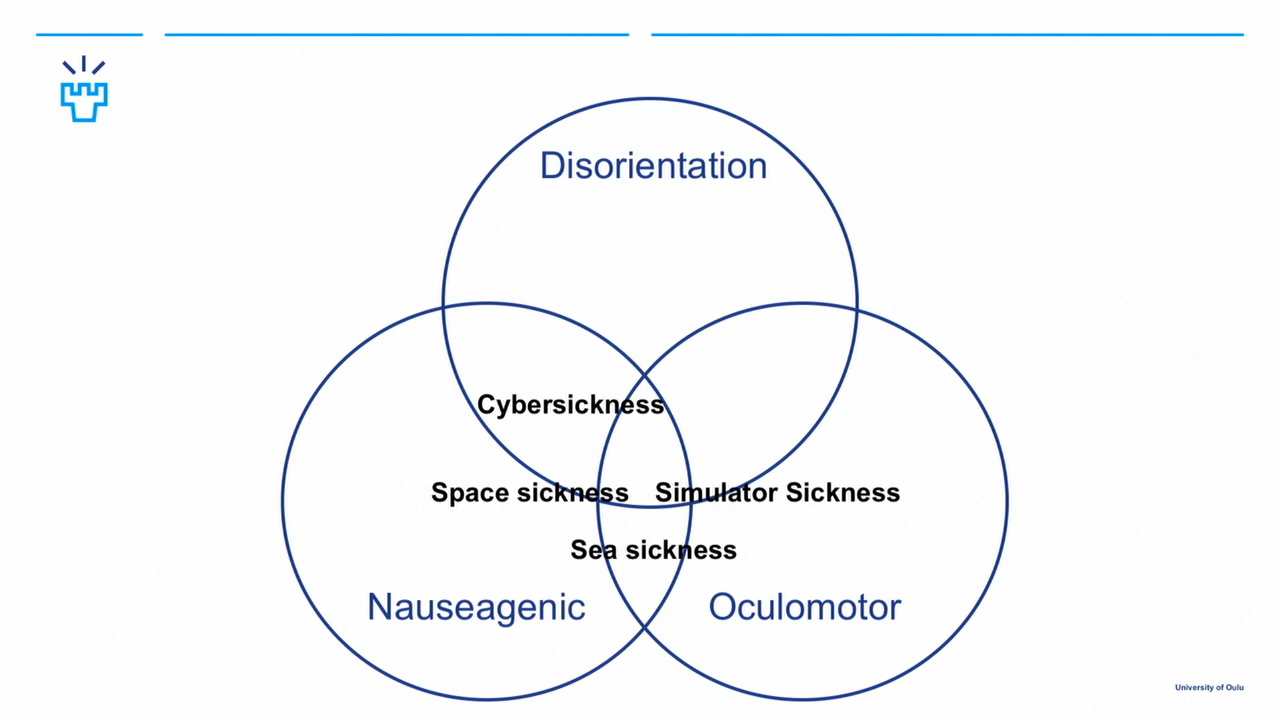 Disorientation
Cybersickness
Space sickness
Simulator Sickness
Sea sickness
Nauseagenic
Oculomotor
University of Oulu